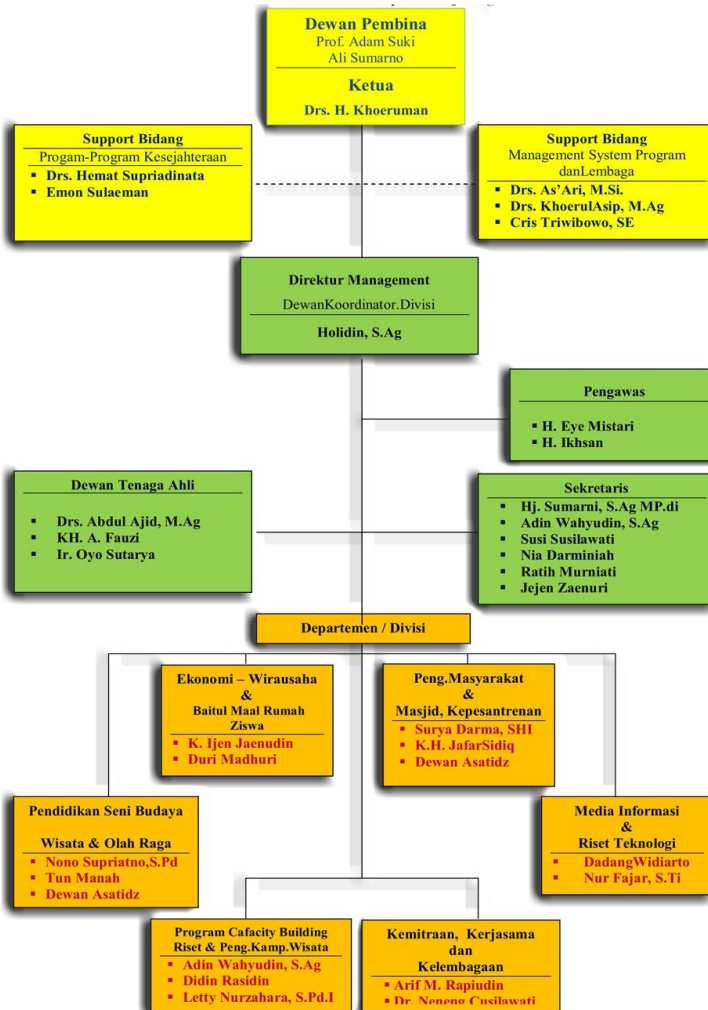 Dewan Pembina
Prof. Adam Suki
Ali Sumarno
Ketua
Drs. H. Khoeruman
Support Bidang
Progam-Program Kesejahteraan
▪ Drs. Hemat Supriadinata
▪ Emon Sulaeman
Support Bidang
Management System Program
danLembaga
▪ Drs. As’Ari, M.Si.
▪ Drs. KhoerulAsip, M.Ag
▪ Cris Triwibowo, SE
Direktur Management
DewanKoordinator.Divisi
Holidin, S.Ag
Pengawas
▪ H. Eye Mistari
▪ H. Ikhsan
Dewan Tenaga Ahli
▪ Drs. Abdul Ajid, M.Ag
▪ KH. A. Fauzi
▪ Ir. Oyo Sutarya
Sekretaris
▪ Hj. Sumarni, S.Ag MP.di
▪ Adin Wahyudin, S.Ag
▪ Susi Susilawati
▪ Nia Darminiah
▪ Ratih Murniati
▪ Jejen Zaenuri
Departemen / Divisi
Ekonomi – Wirausaha
&
Baitul Maal Rumah
Ziswa
▪ K. Ijen Jaenudin
▪ Duri Madhuri
Peng.Masyarakat
&
Masjid, Kepesantrenan
▪ Surya Darma, SHI
▪ K.H. JafarSidiq
▪ Dewan Asatidz
Pendidikan Seni Budaya
Wisata & Olah Raga
▪ Nono Supriatno,S.Pd
▪ Tun Manah
▪ Dewan Asatidz
Media Informasi
&
Riset Teknologi
▪ DadangWidiarto
▪ Nur Fajar, S.Ti
Program Cafacity Building
Riset & Peng.Kamp.Wisata
▪ Adin Wahyudin, S.Ag
▪ Didin Rasidin
▪ Letty Nurzahara, S.Pd.I
Kemitraan, Kerjasama
dan
Kelembagaan
▪ Arif M. Rapiudin
▪ Dr. Neneng Cusilawati